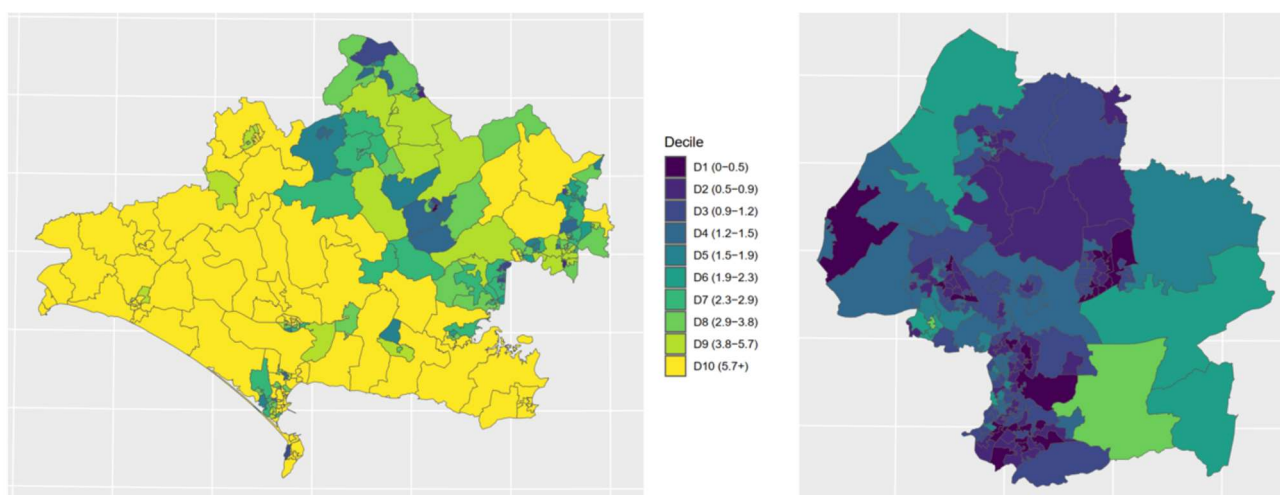 Decile
D1 (0−0.5)
D2 (0.5−0.9)
D3 (0.9−1.2)
D4 (1.2−1.5)
D5 (1.5−1.9)
D6 (1.9−2.3)
D7 (2.3−2.9)
D8 (2.9−3.8)
D9 (3.8−5.7)
D10 (5.7+)